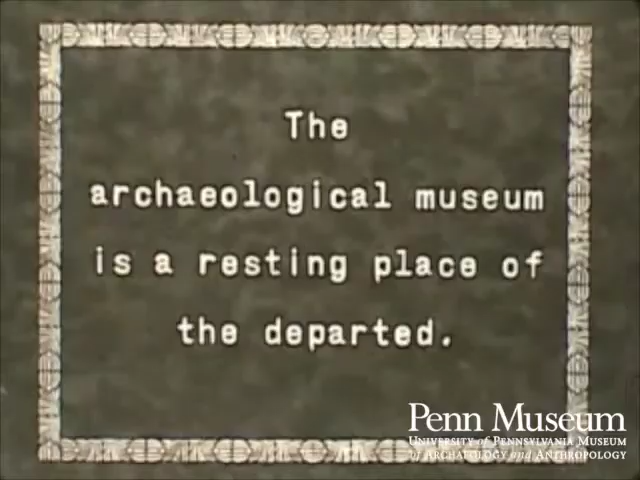 The
archaeological museum
is a resting place of
the departed.
Penn Museum
UNIVERSITY of PENNSYLVANIA MUSEUM
of ARCHAEOLOGY and ANTHROPOLOGY